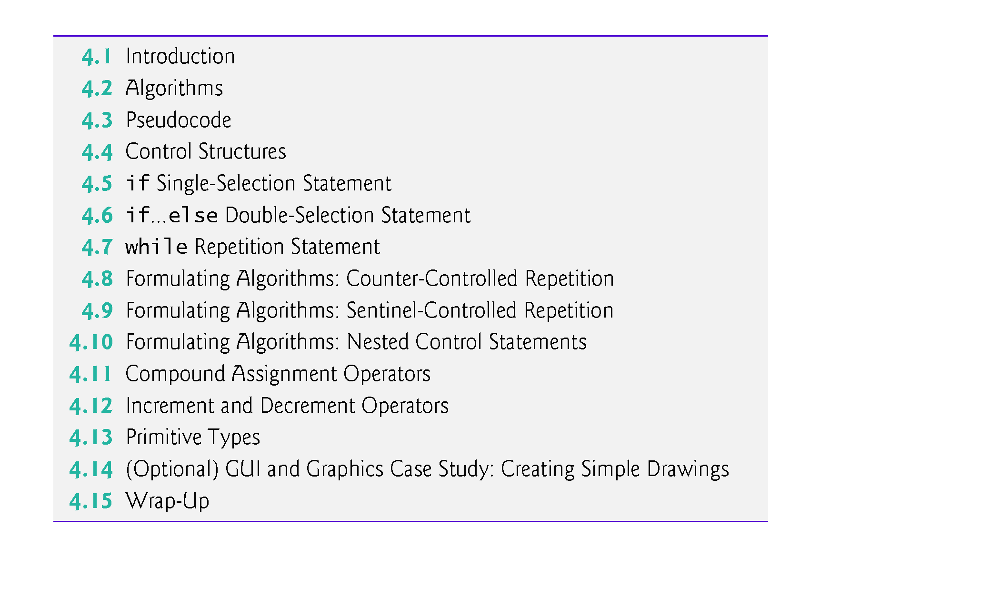 4.1 Introduction
4.2 Algorithms
4.3 Pseudocode
4.4 Control Structures
4.5 if Single-Selection Statement
4.6 if…else Double-Selection Statement
4.7 while Repetition Statement
4.8 Formulating Algorithms: Counter-Controlled Repetition
4.9 Formulating Algorithms: Sentinel-Controlled Repetition
4.10 Formulating Algorithms: Nested Control Statements
4.11 Compound Assignment Operators
4.12 Increment and Decrement Operators
4.13 Primitive Types
4.14 (Optional) GUI and Graphics Case Study: Creating Simple Drawings
4.15 Wrap-Up